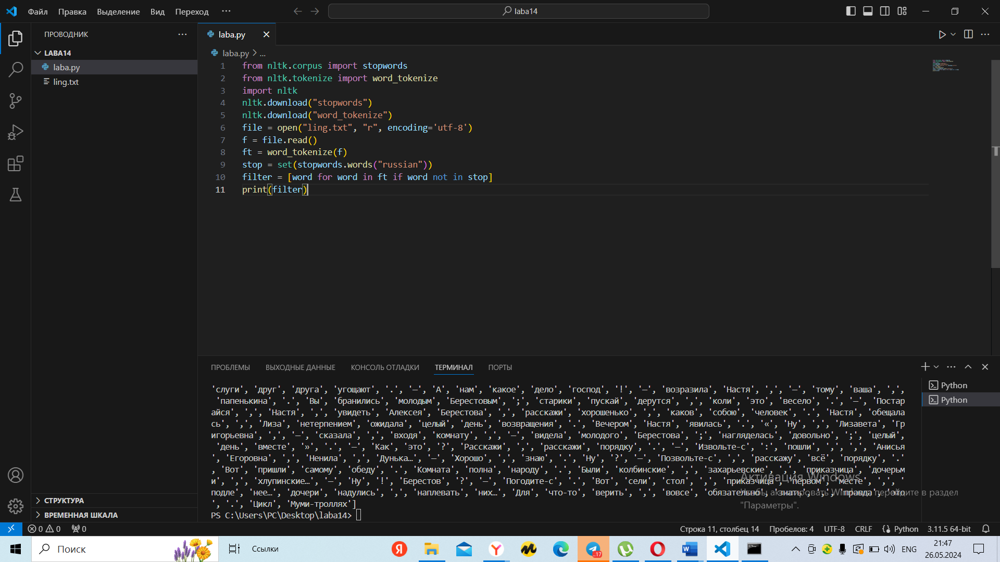 Файл Правка Выделение Вид Переход ···
laba14
ПРОВОДНИК
LABA14
laba.py
ling.txt
СТРУКТУРА
ВРЕМЕННАЯ ШКАЛА
laba.py
laba.py > ...
1 from nltk.corpus import stopwords
2 from nltk.tokenize import word_tokenize
3 import nltk
4 nltk.download("stopwords")
5 nltk.download("word_tokenize")
6 file = open("ling.txt", "r", encoding='utf-8')
7 f = file.read()
8 ft = word_tokenize(f)
9 stop = set(stopwords.words("russian"))
10 filter = [word for word in ft if word not in stop]
11 print(filter)
ПРОБЛЕМЫ ВЫХОДНЫЕ ДАННЫЕ КОНСОЛЬ ОТЛАДКИ ТЕРМИНАЛ ПОРТЫ
'слуги', 'друг', 'друга', 'угощают', '.', '—', 'А', 'нам', 'какое', 'дело', 'господ', '!', '—', 'возразила', 'Настя', ',', '—', 'тому', 'ваша', ',',
'папенькина', '.', 'Вы', 'бранились', 'молодым', 'Берестовым', ';', 'старики', 'пускай', 'дерутся', ',', 'коли', 'это', 'весело', '.', '—', 'Постар
айся', ',', 'Настя', ',', 'увидеть', 'Алексея', 'Берестова', ',', 'расскажи', 'хорошенько', ',', 'каков', 'собою', 'человек', '.', 'Настя', 'обещала
сь', ',', 'Лиза', 'нетерпением', 'ожидала', 'целый', 'день', 'возвращения', '.', 'Вечером', 'Настя', 'явилась', '.', '«', 'Ну', ',', 'Лизавета', 'Гр
игорьевна', ',', '—', 'сказала', ',', 'входя', 'комнату', ',', '—', 'видела', 'молодого', 'Берестова', ';', 'нагляделась', 'довольно', ';', 'целый',
'день', 'вместе', '»', '.', '—', 'Как', 'это', '?', 'Расскажи', ',', 'расскажи', 'порядку', '.', '—', 'Извольте-с', ':', 'пошли', ',', ',', 'Анисья
', 'Егоровна', ',', 'Ненила', ',', 'Дунька…', '—', 'Хорошо', ',', 'знаю', '.', 'Ну', '?', '—', 'Позвольте-с', ',', 'расскажу', 'всё', 'порядку', '.'
, 'Вот', 'пришли', 'самому', 'обеду', '.', 'Комната', 'полна', 'народу', '.', 'Были', 'колбинские', ',', 'захарьевские', ',', 'приказчица', 'дочерьм
и', ',', 'хлупинские…', '—', 'Ну', '!', 'Берестов', '?', '—', 'Погодите-с', '.', 'Вот', 'сели', 'стол', ',', 'приказчица', 'первом', 'месте', ',', '
подле', 'нее…', 'дочери', 'надулись', ',', 'наплевать', 'них…', 'Для', 'что-то', 'верить', ',', 'вовсе', 'обязательно', 'знать', ',', 'правда', 'это
', '.', 'Цикл', 'Муми-троллях']
PS C:\Users\PC\Desktop\laba14>
Python
Python
Активация Windows
Чтобы активировать Windows, перейдите в раздел
"Параметры".
0 0 0
Строка 11, столбец 14 Пробелов: 4 UTF-8 CRLF Python 3.11.5 64-bit
Поиск
Ссылки
Я
17
ENG
21:47
26.05.2024